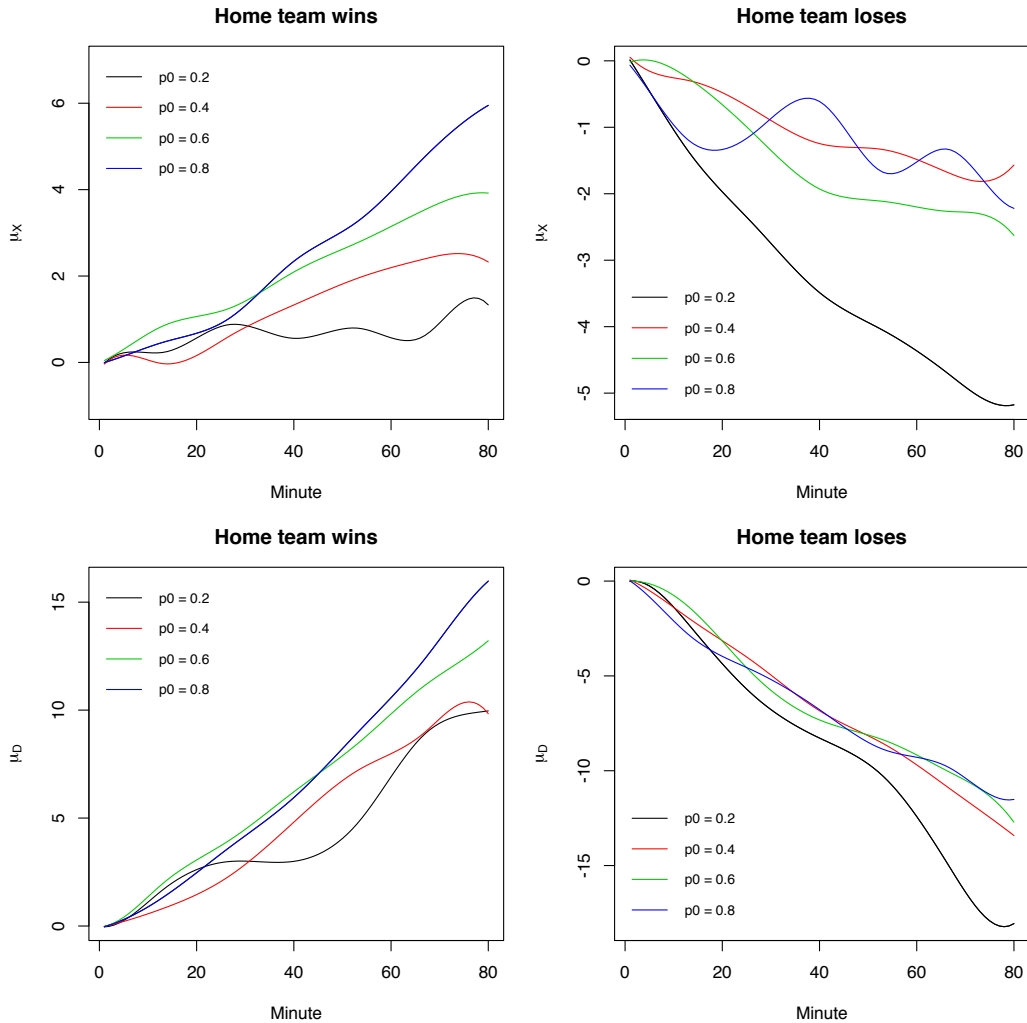 Home team wins
μX
6
4
2
0
p0 = 0.2
p0 = 0.4
p0 = 0.6
p0 = 0.8
0 20 40 60 80
Minute
Home team loses
μX
0
-1
-2
-3
-4
-5
p0 = 0.2
p0 = 0.4
p0 = 0.6
p0 = 0.8
0 20 40 60 80
Minute
Home team wins
μD
15
10
5
0
p0 = 0.2
p0 = 0.4
p0 = 0.6
p0 = 0.8
0 20 40 60 80
Minute
Home team loses
μD
0
-5
-10
-15
p0 = 0.2
p0 = 0.4
p0 = 0.6
p0 = 0.8
0 20 40 60 80
Minute